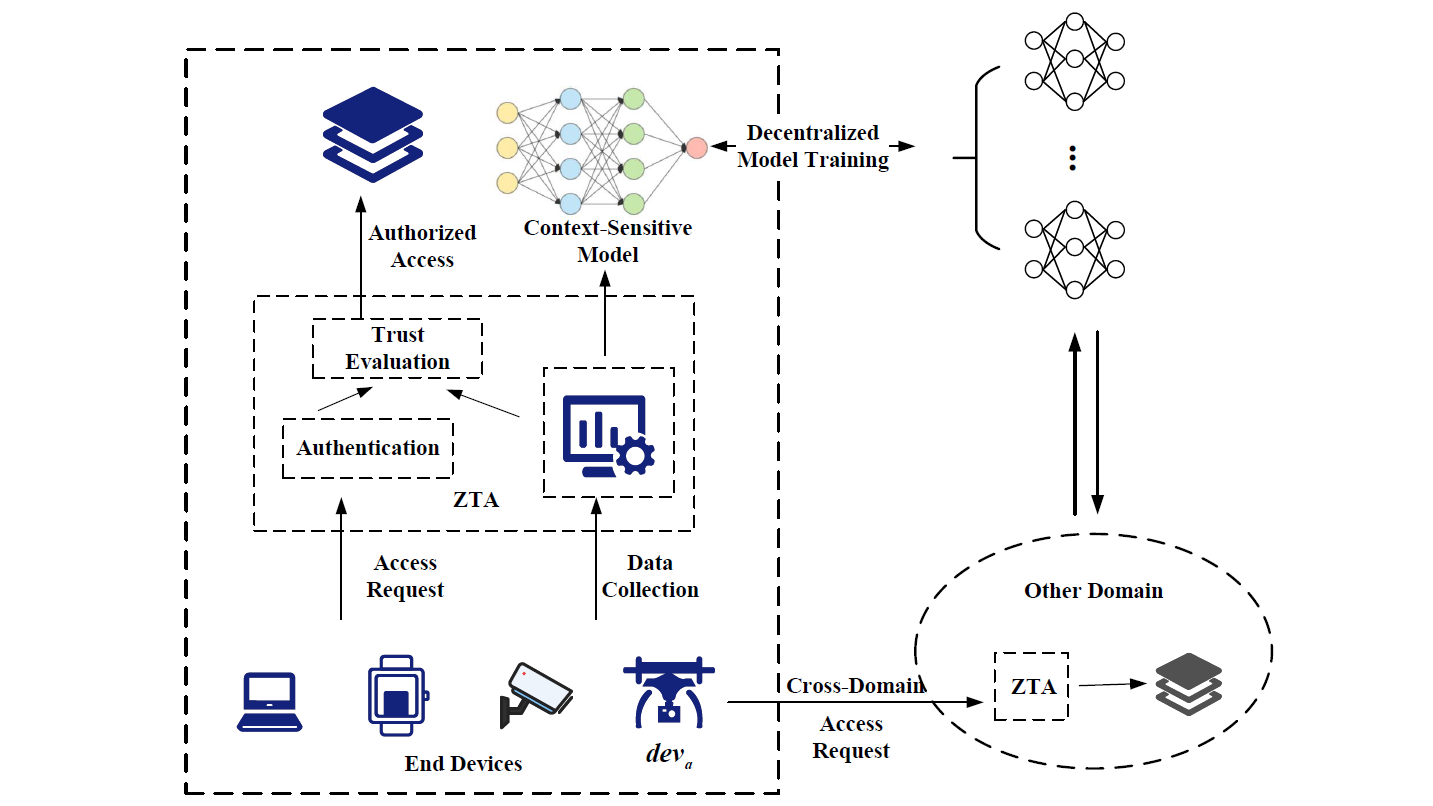 Decentralized
Model Training
Context-Sensitive
Model
Authorized
Access
Trust
Evaluation
Authentication
ZTA
Access
Request
Data
Collection
Other Domain
ZTA
Cross-Domain
Access
Request
dev_a
End Devices